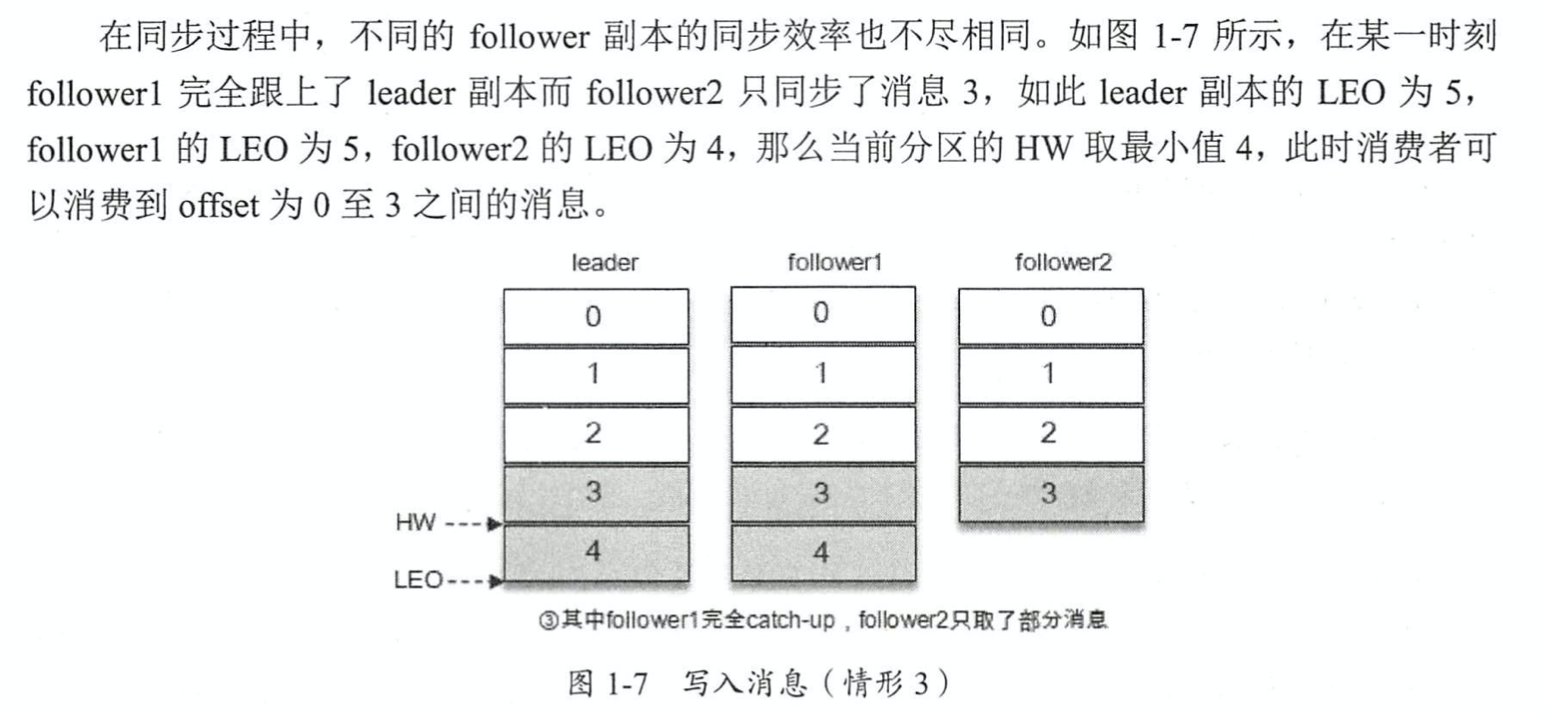 在同步过程中，不同的 follower 副本的同步效率也不尽相同。如图 1-7 所示，在某一时刻
follower1 完全跟上了 leader 副本而 follower2 只同步了消息 3，如此 leader 副本的 LEO 为 5，
follower1 的 LEO 为 5，follower2 的 LEO 为 4，那么当前分区的 HW 取最小值 4，此时消费者可
以消费到 offset 为 0 至 3 之间的消息。
leader follower1 follower2
0 0 0
1 1 1
2 2 2
3 3 3
HW
4 4
LEO
③其中follower1完全catch-up，follower2只取了部分消息
图 1-7 写入消息（情形 3）